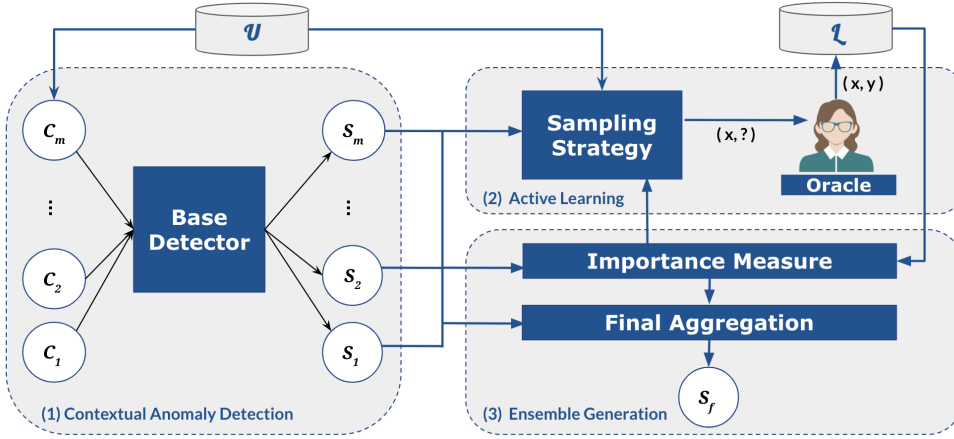 𝓤
𝓛
C_m
S_m
Sampling
Strategy
(x,?)
(x,y)
Oracle
(2) Active Learning
⋮
⋮
Base
Detector
C_2
S_2
Importance Measure
C_1
S_1
Final Aggregation
S_f
(1) Contextual Anomaly Detection
(3) Ensemble Generation